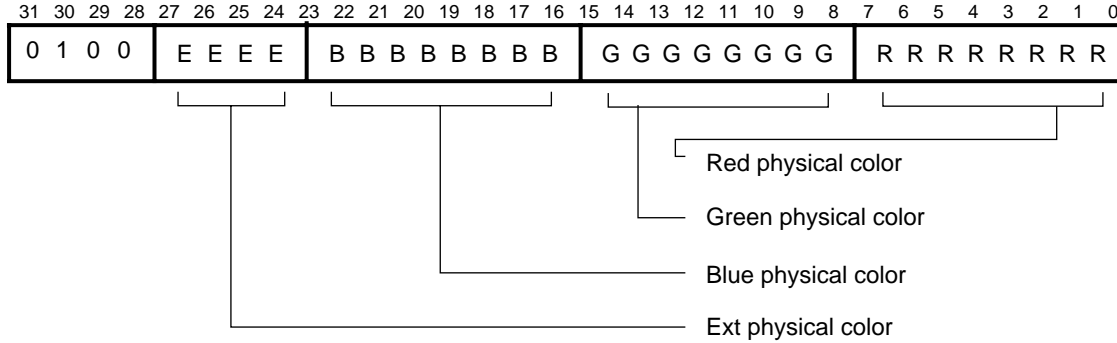 31 30 29 28 27 26 25 24 23 22 21 20 19 18 17 16 15 14 13 12 11 10 9 8 7 6 5 4 3 2 1 0
0 1 0 0 E E E E B B B B B B B B G G G G G G G G R R R R R R R R
Red physical color
Green physical color
Blue physical color
Ext physical color